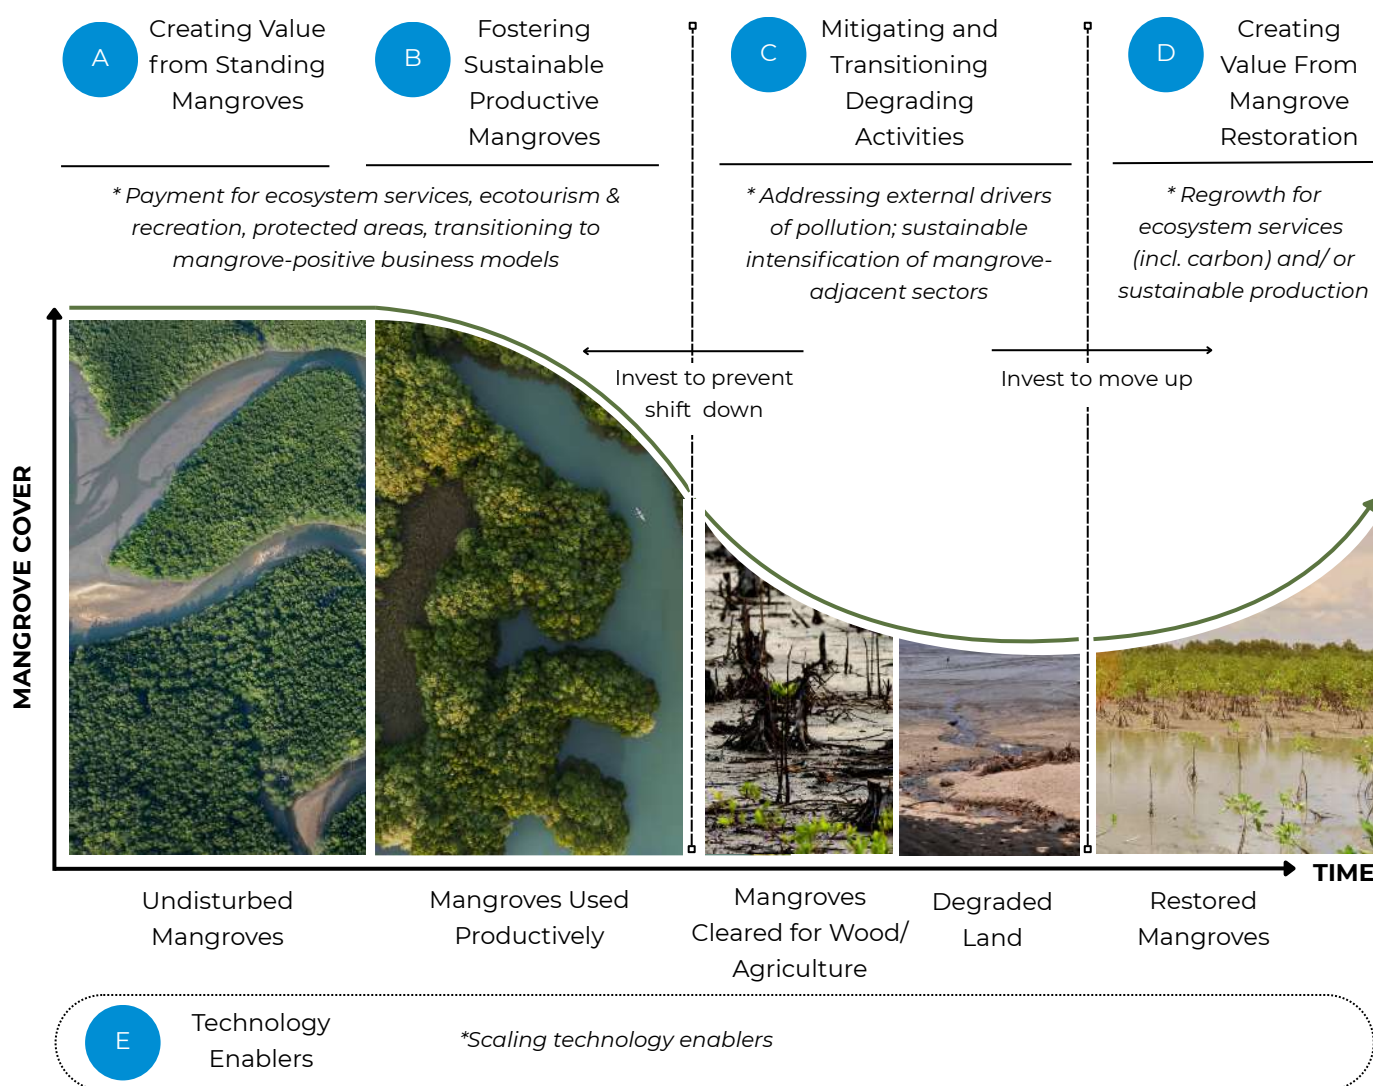 A
Creating Value
from Standing
Mangroves
B
Fostering
Sustainable
Productive
Mangroves
C
Mitigating and
Transitioning
Degrading
Activities
D
Creating
Value From
Mangrove
Restoration
* Payment for ecosystem services, ecotourism &
recreation, protected areas, transitioning to
mangrove-positive business models
* Addressing external drivers
of pollution; sustainable
intensification of mangrove-
adjacent sectors
* Regrowth for
ecosystem services
(incl. carbon) and/ or
sustainable production
Invest to prevent
shift down
Invest to move up
MANGROVE COVER
TIME
Undisturbed
Mangroves
Mangroves Used
Productively
Mangroves
Cleared for Wood/
Agriculture
Degraded
Land
Restored
Mangroves
E
Technology
Enablers
*Scaling technology enablers